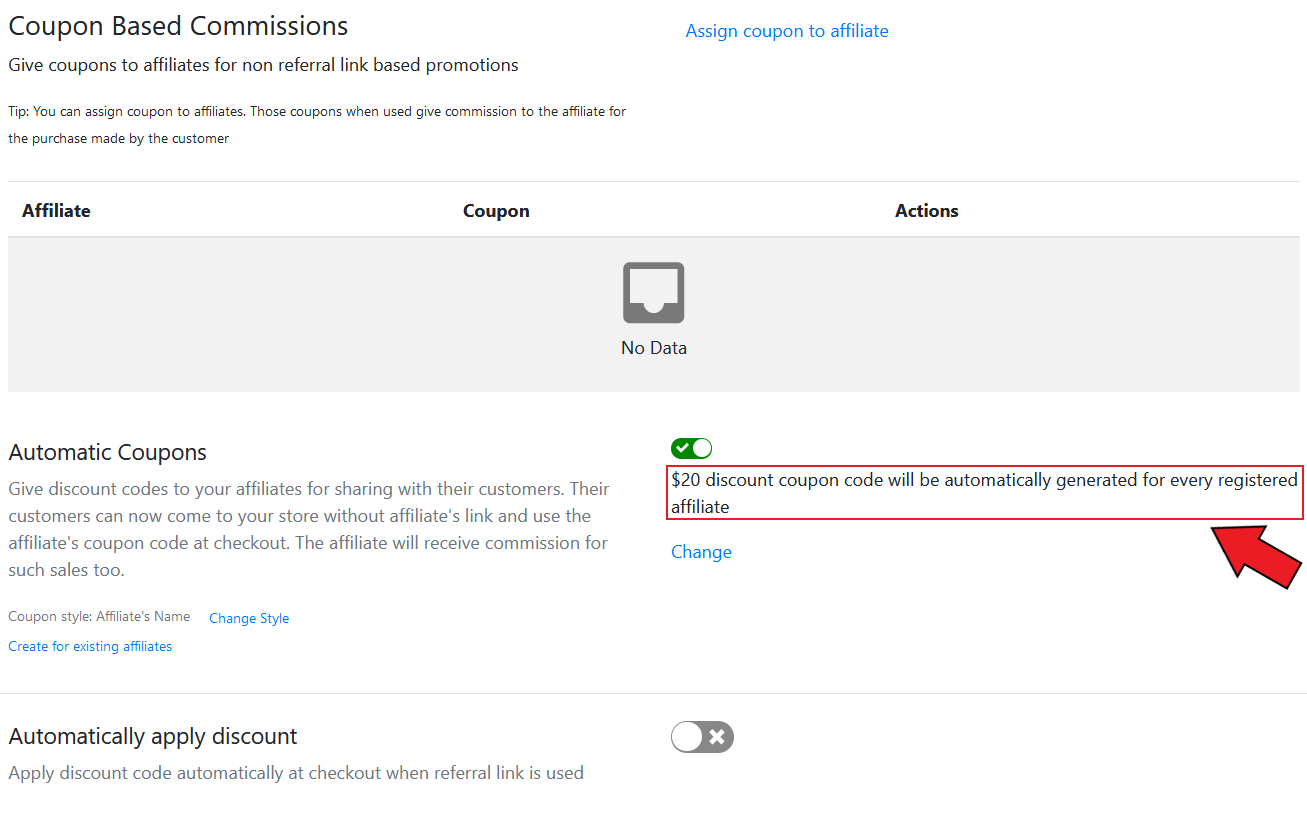 Coupon Based Commissions
Assign coupon to affiliate
Give coupons to affiliates for non referral link based promotions
Tip: You can assign coupon to affiliates. Those coupons when used give commission to the affiliate for
the purchase made by the customer
Affiliate Coupon Actions
No Data
Automatic Coupons
Give discount codes to your affiliates for sharing with their customers. Their
customers can now come to your store without affiliate's link and use the
affiliate's coupon code at checkout. The affiliate will receive commission for
such sales too.
Coupon style: Affiliate's Name Change Style
Create for existing affiliates
$20 discount coupon code will be automatically generated for every registered
affiliate
Change
Automatically apply discount
Apply discount code automatically at checkout when referral link is used